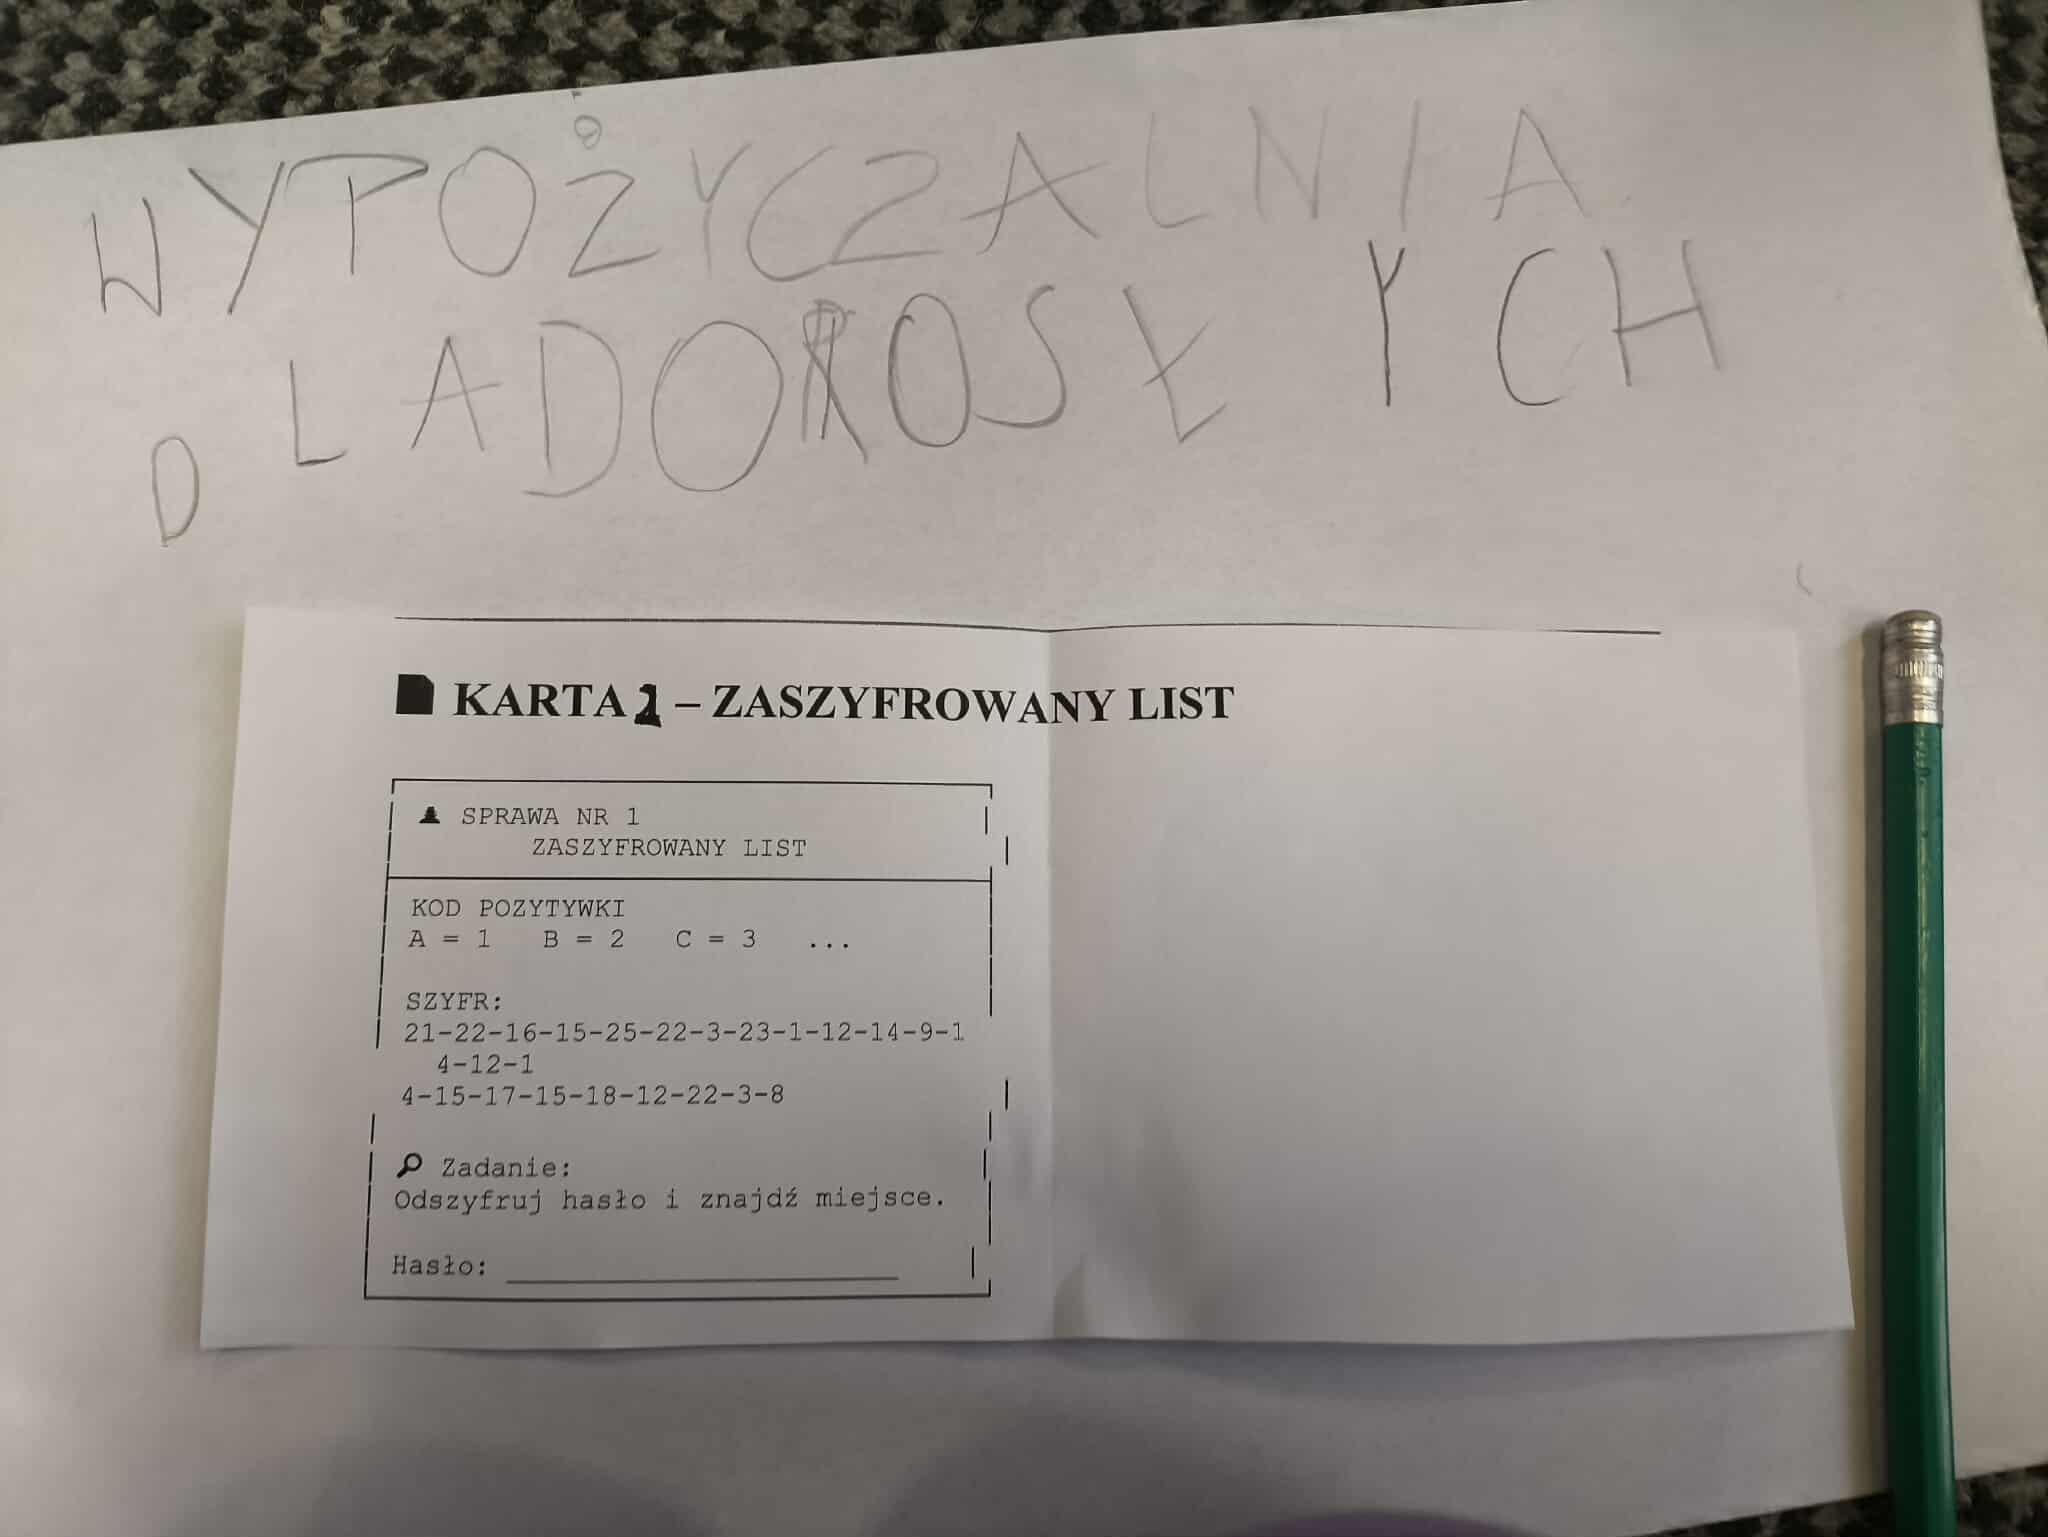 WYPOŻYCZALNIA
DLA DOROSŁYCH
KARTA 1 – ZASZYFROWANY LIST
SPRAWA NR 1
ZASZYFROWANY LIST
KOD POZYTYWKI
A = 1 B = 2 C = 3 ...
SZYFR:
21-22-16-15-25-22-3-23-1-12-14-9-1
4-12-1
4-15-17-15-18-12-22-3-8
Zadanie:
Odszyfruj hasło i znajdź miejsce.
Hasło: